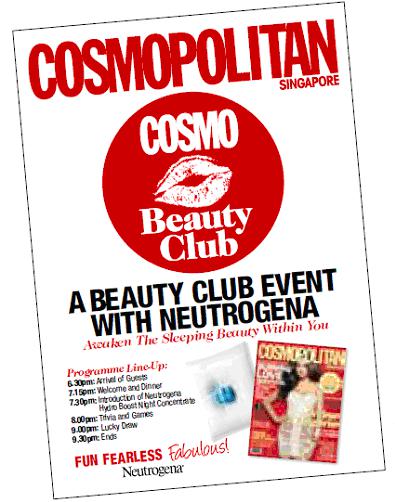 COSMOPOLITAN
SINGAPORE
COSMO
Beauty
Club
A BEAUTY CLUB EVENT
WITH NEUTROGENA
Awaken The Sleeping Beauty Within You
Programme Line-Up:
6.30pm: Arrival of Guests
7.15pm: Welcome and Dinner
7.30pm: Introduction of Neutrogena
Hydro Boost Night Concentrate
8.00pm: Trivia and Games
9.00pm: Lucky Draw
9.30pm: Ends
COSMOPOLITAN
FUN FEARLESS Fabulous!
Neutrogena